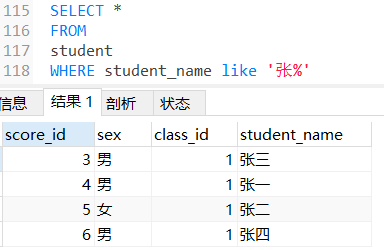 115 SELECT *
116 FROM
117 student
118 WHERE student_name like '张%'
信息 结果 1 剖析 状态
score_id sex class_id student_name
3 男 1 张三
4 男 1 张一
5 女 1 张二
6 男 1 张四